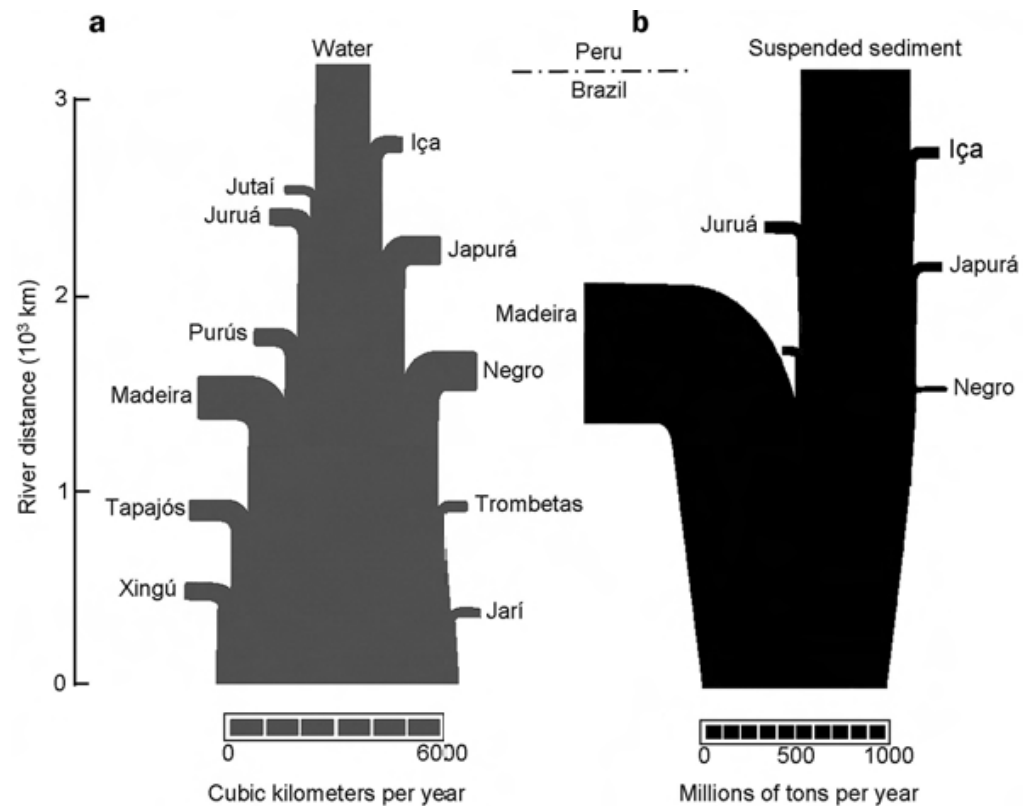 a
Water
3
Iça
Jutaí
Juruá
Japurá
2
Purús
Negro
Madeira
1
Tapajós
Trombetas
Xingú
Jarí
0
River distance (10³ km)
0 6000
Cubic kilometers per year
Peru
Brazil
b
Suspended sediment
Iça
Juruá
Japurá
Madeira
Negro
0 500 1000
Millions of tons per year